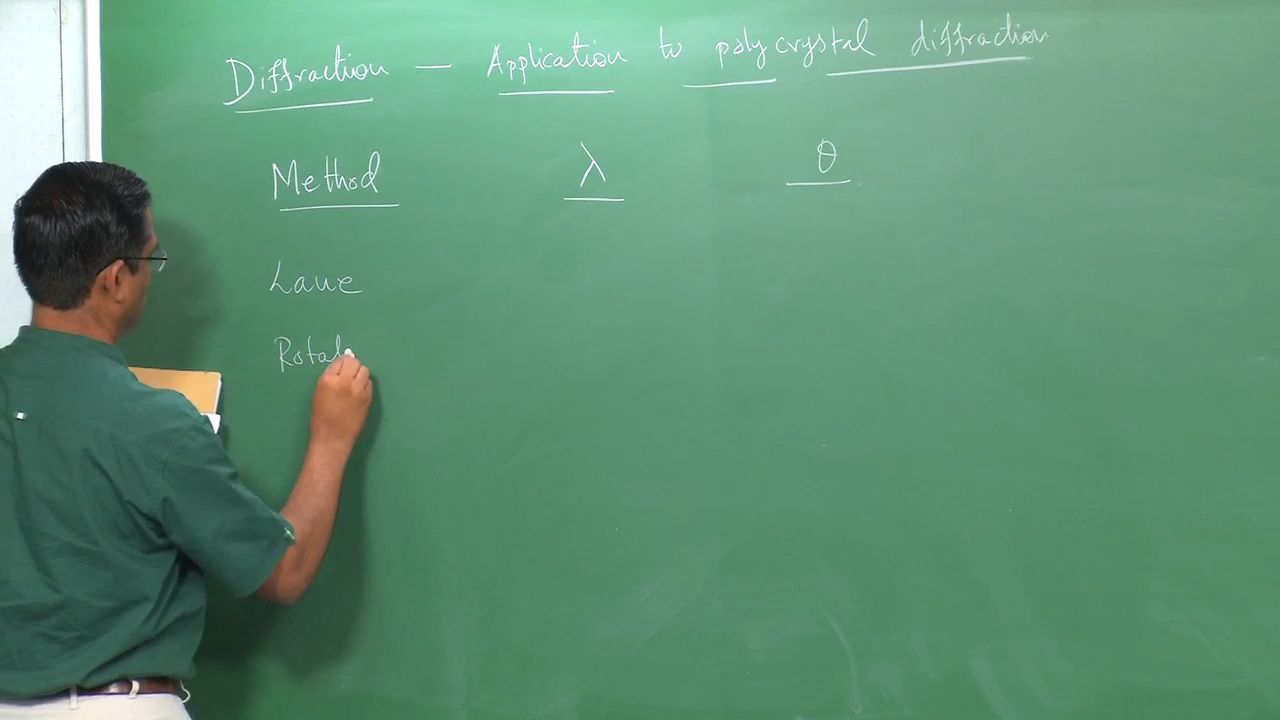 Diffraction — Application to polycrystal diffraction
Method λ θ
Laue
Rotat